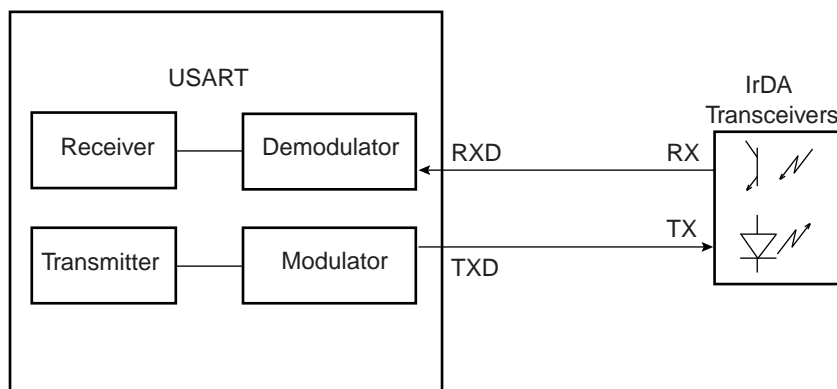 USART
IrDA
Transceivers
Receiver
Demodulator
RXD
RX
Transmitter
Modulator
TXD
TX